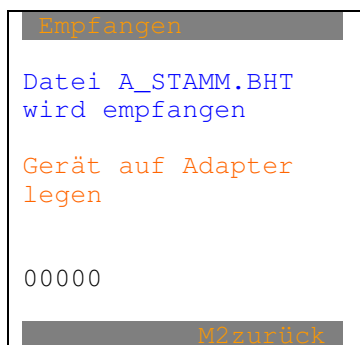 Empfangen
Datei A_STAMM.BHT
wird empfangen
Gerät auf Adapter
legen
00000
M2zurück